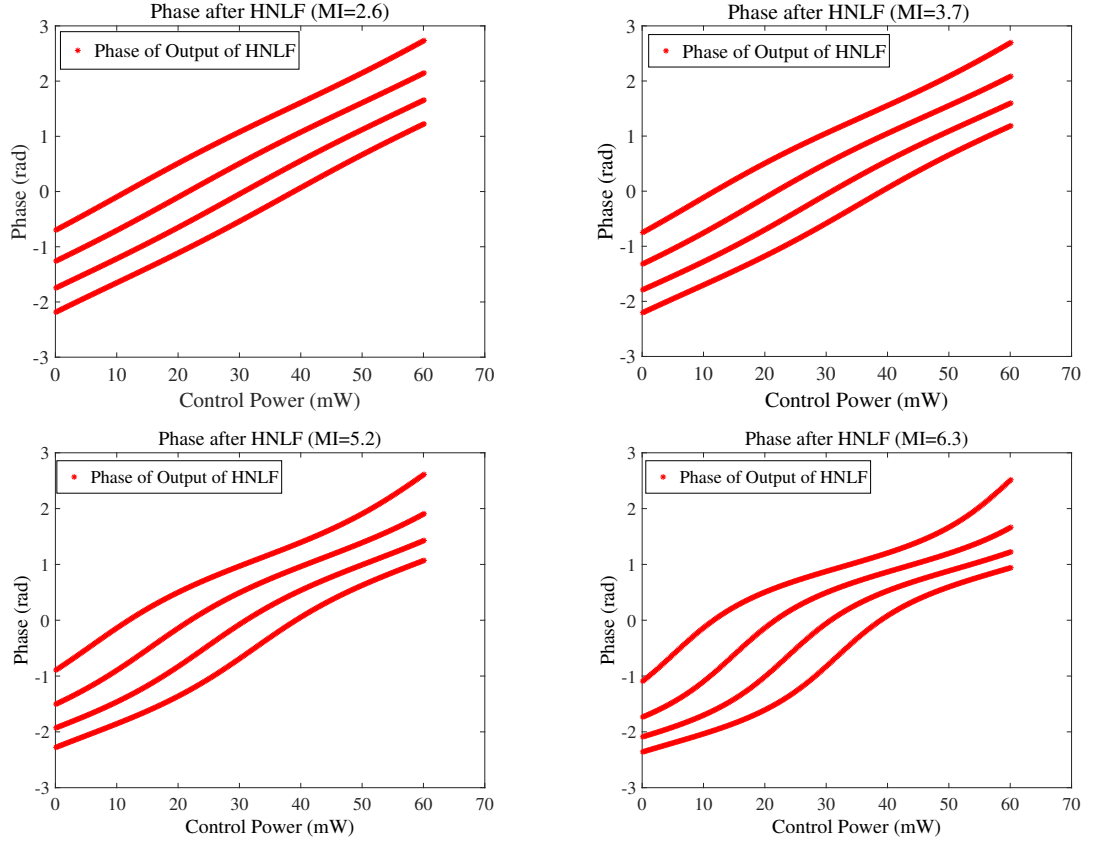 Phase after HNLF (MI=2.6)
Phase of Output of HNLF
Phase (rad)
3
2
1
0
-1
-2
-3
0 10 20 30 40 50 60 70
Control Power (mW)
Phase after HNLF (MI=3.7)
Phase of Output of HNLF
Phase (rad)
3
2
1
0
-1
-2
-3
0 10 20 30 40 50 60 70
Control Power (mW)
Phase after HNLF (MI=5.2)
Phase of Output of HNLF
Phase (rad)
3
2
1
0
-1
-2
-3
0 10 20 30 40 50 60 70
Control Power (mW)
Phase after HNLF (MI=6.3)
Phase of Output of HNLF
Phase (rad)
3
2
1
0
-1
-2
-3
0 10 20 30 40 50 60 70
Control Power (mW)